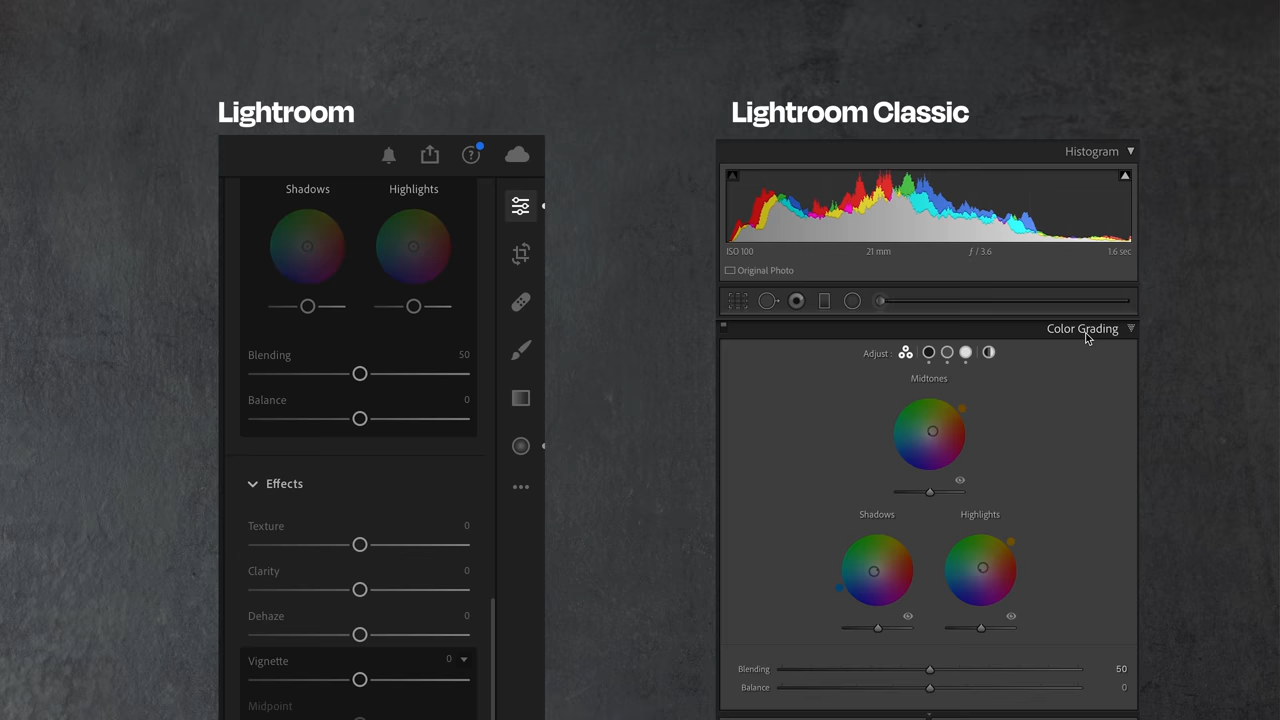 Lightroom
Shadows
Highlights
Blending
50
Balance
0
Effects
Texture
0
Clarity
0
Dehaze
0
Vignette
0
Midpoint
Lightroom Classic
Histogram
ISO 100
21 mm
ƒ / 3.6
1.6 sec
Original Photo
Color Grading
Adjust :
Midtones
Shadows
Highlights
Blending
50
Balance
0